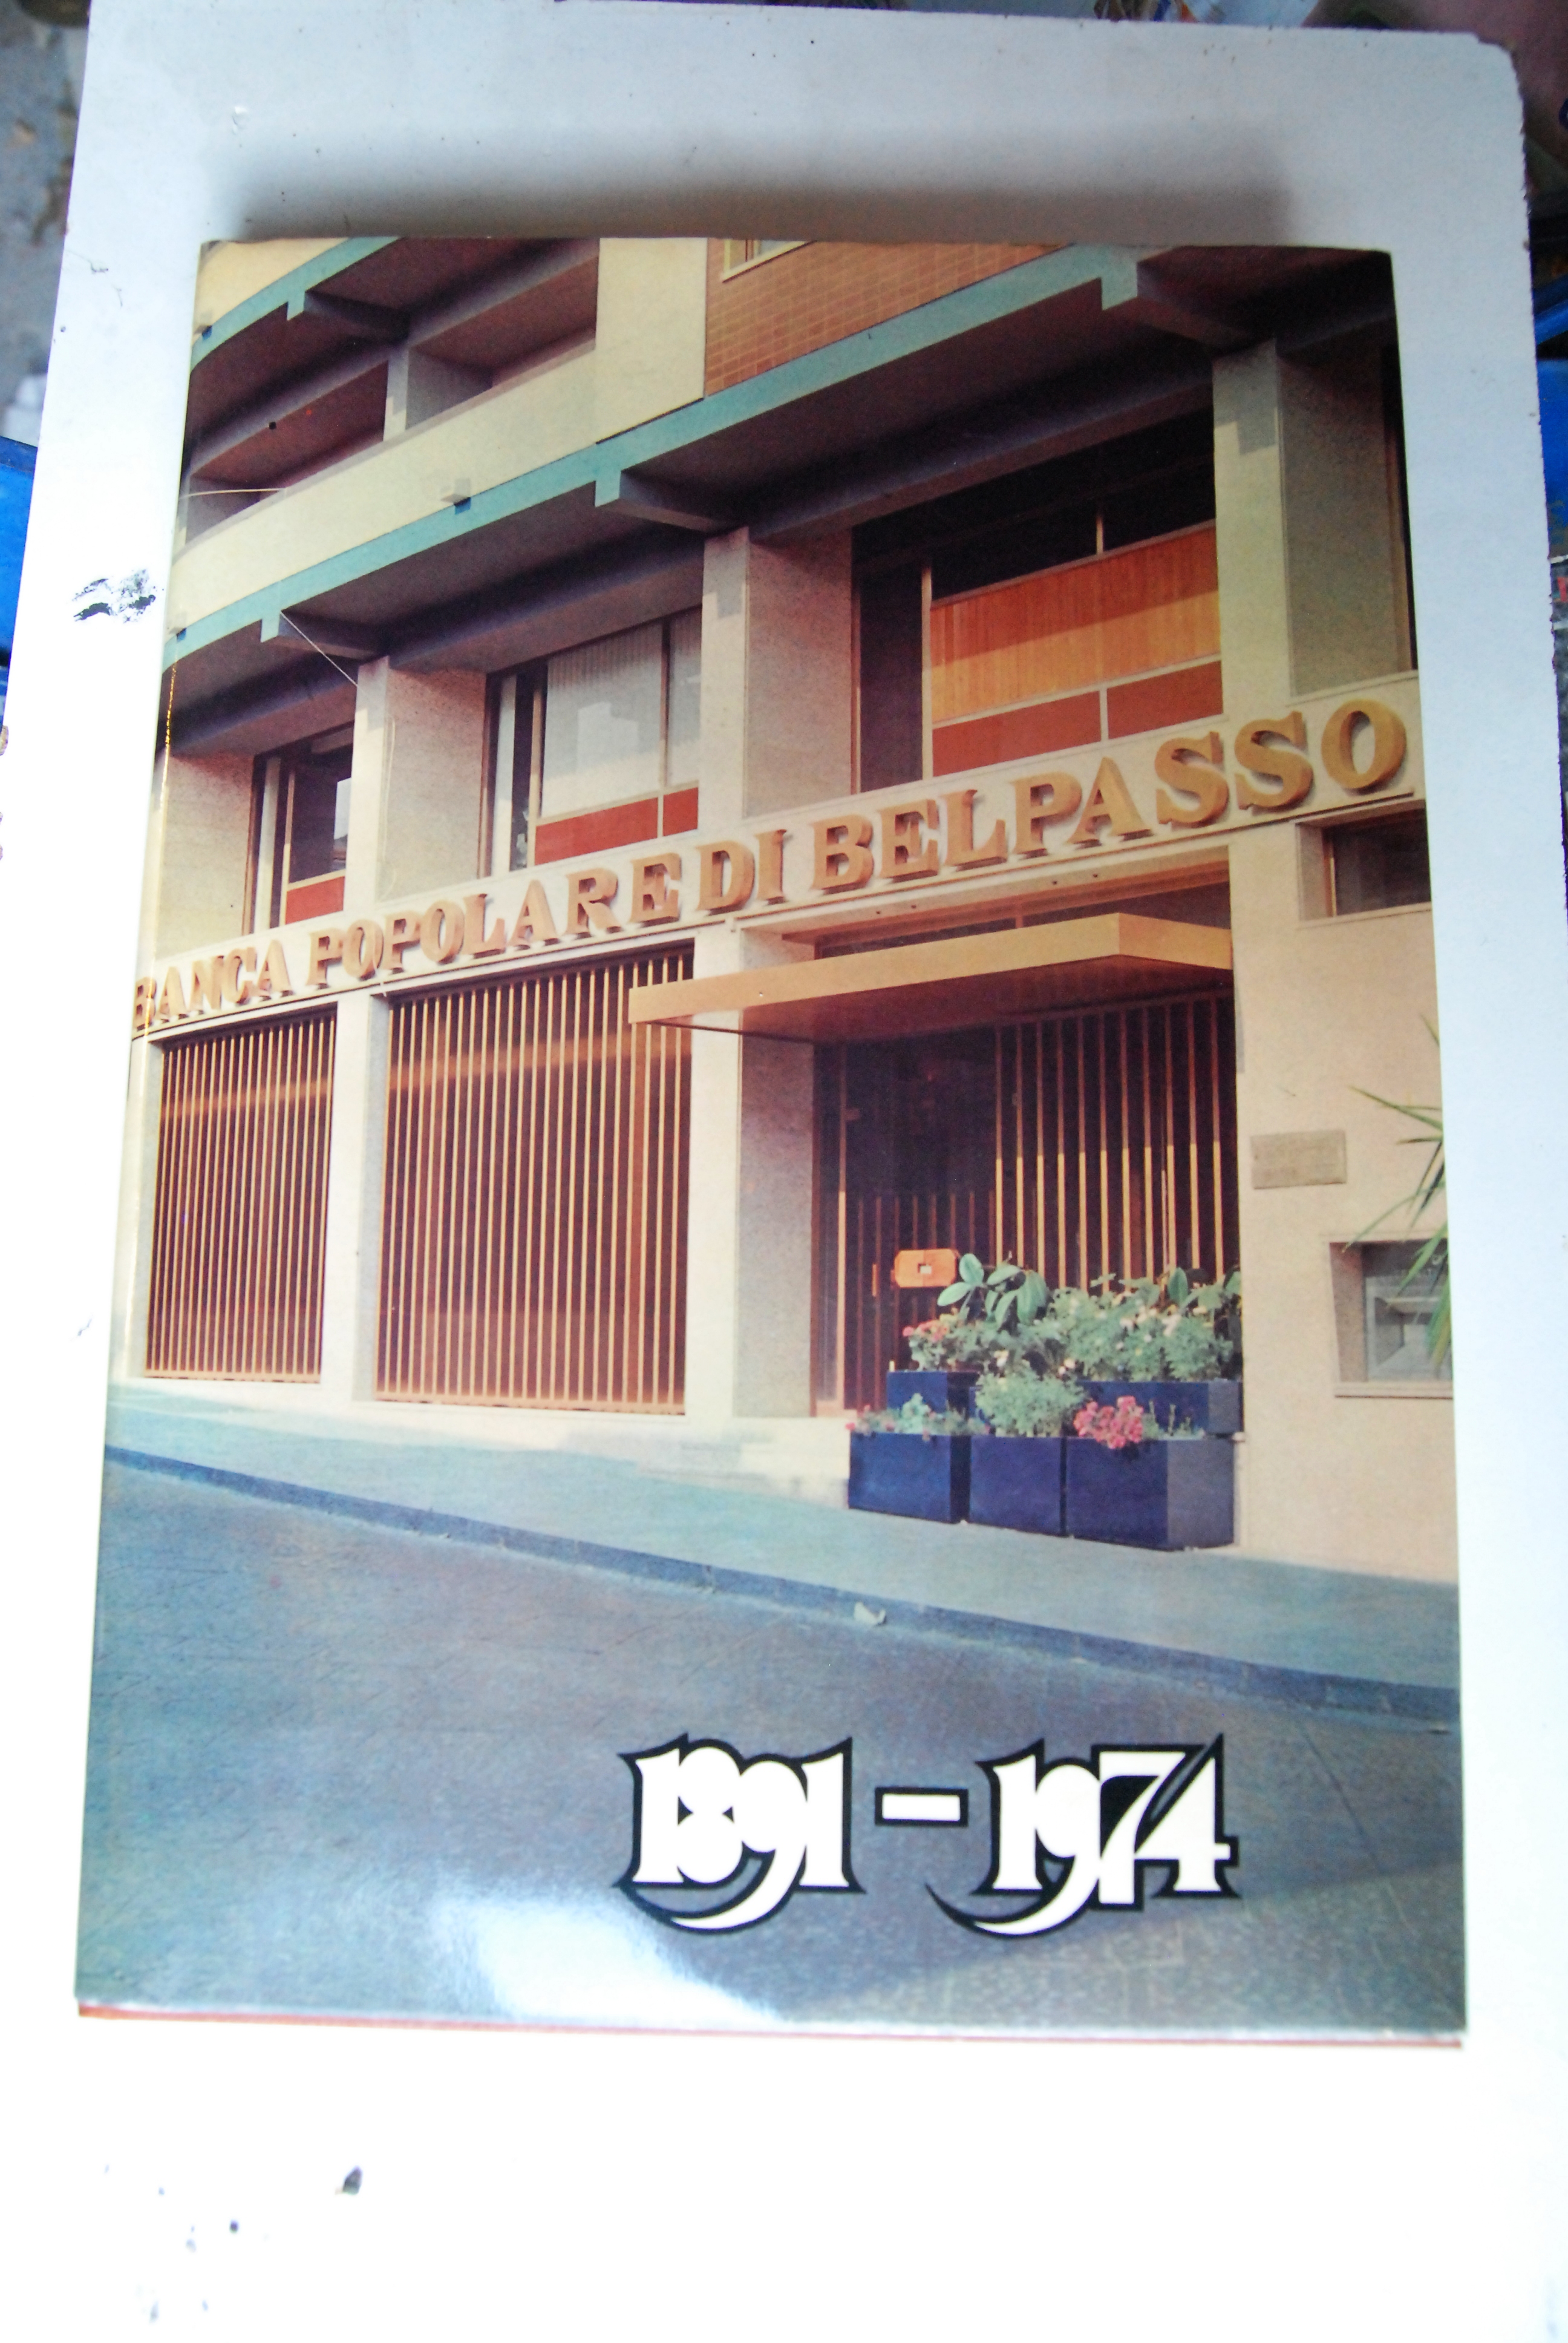 BANCA POPOLARE DI BELPASSO
1891-1974